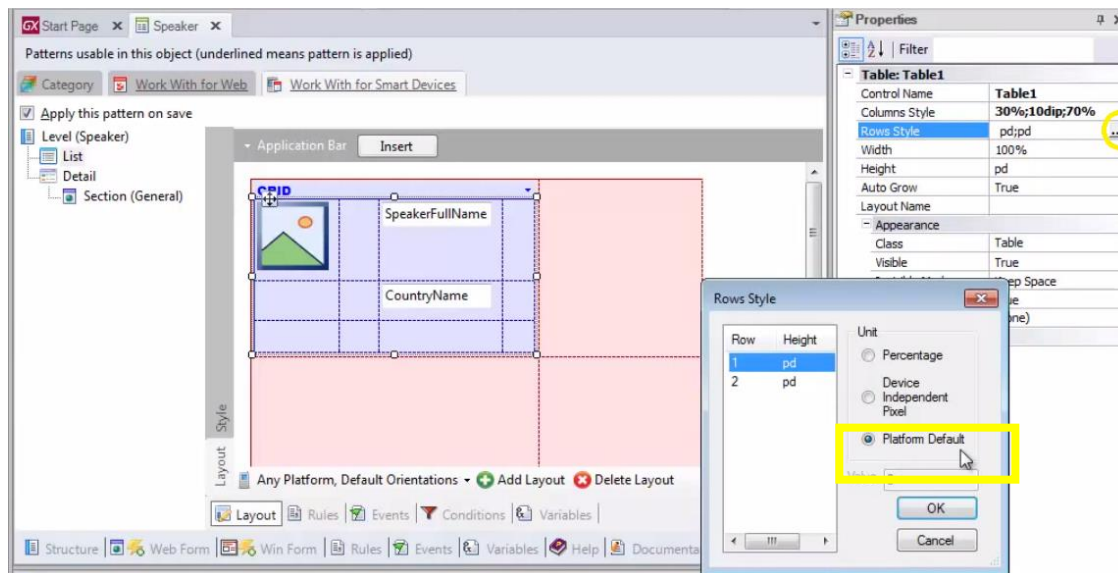 GX Start Page
Speaker
Patterns usable in this object (underlined means pattern is applied)
Category
Work With for Web
Work With for Smart Devices
Apply this pattern on save
Level (Speaker)
List
Detail
Section (General)
Application Bar
Insert
GRID
SpeakerFullName
CountryName
Style
Layout
Any Platform, Default Orientations
Add Layout
Delete Layout
Layout
Rules
Events
Conditions
Variables
Structure
Web Form
Win Form
Rules
Events
Variables
Help
Documenta
Properties
Filter
Table: Table1
Control Name Table1
Columns Style 30%;10dip;70%
Rows Style pd;pd ...
Width 100%
Height pd
Auto Grow True
Layout Name
Appearance
Class Table
Visible True
Rows Style
Row Height
1 pd
2 pd
Unit
Percentage
Device
Independent
Pixel
Platform Default
OK
Cancel